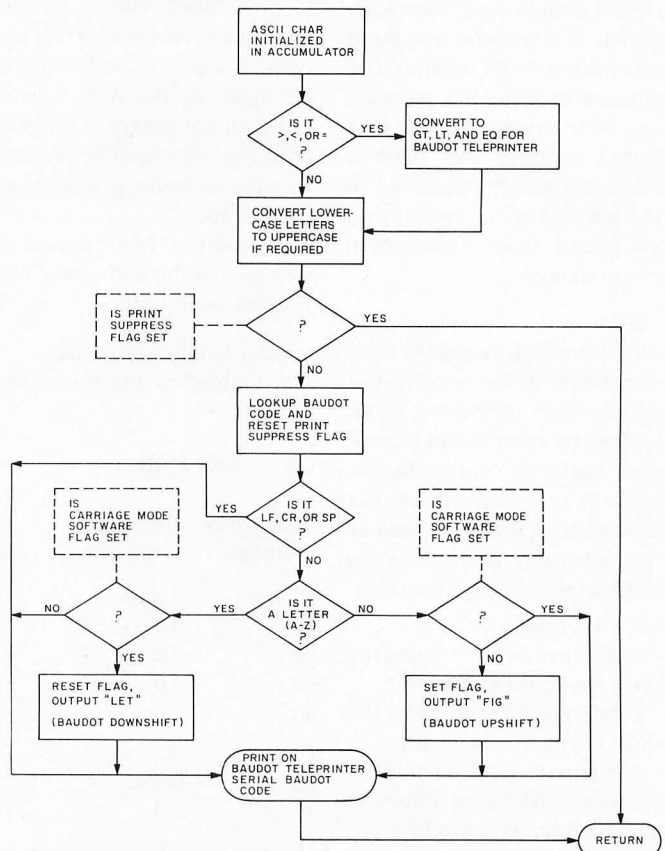 ASCII CHAR
INITIALIZED
IN ACCUMULATOR
IS IT
>,<,OR=
?
YES
CONVERT TO
GT, LT, AND EQ FOR
BAUDOT TELEPRINTER
NO
CONVERT LOWER-
CASE LETTERS
TO UPPERCASE
IF REQUIRED
IS PRINT
SUPPRESS
FLAG SET
?
YES
NO
LOOKUP BAUDOT
CODE AND
RESET PRINT
SUPPRESS FLAG
IS
CARRIAGE MODE
SOFTWARE
FLAG SET
YES
IS IT
LF, CR, OR SP
?
IS
CARRIAGE MODE
SOFTWARE
FLAG SET
NO
NO
?
YES
IS IT
A LETTER
(A-Z)
?
NO
?
YES
YES
NO
RESET FLAG,
OUTPUT "LET"
(BAUDOT DOWNSHIFT)
SET FLAG,
OUTPUT "FIG"
(BAUDOT UPSHIFT)
PRINT ON
BAUDOT TELEPRINTER
SERIAL BAUDOT
CODE
RETURN